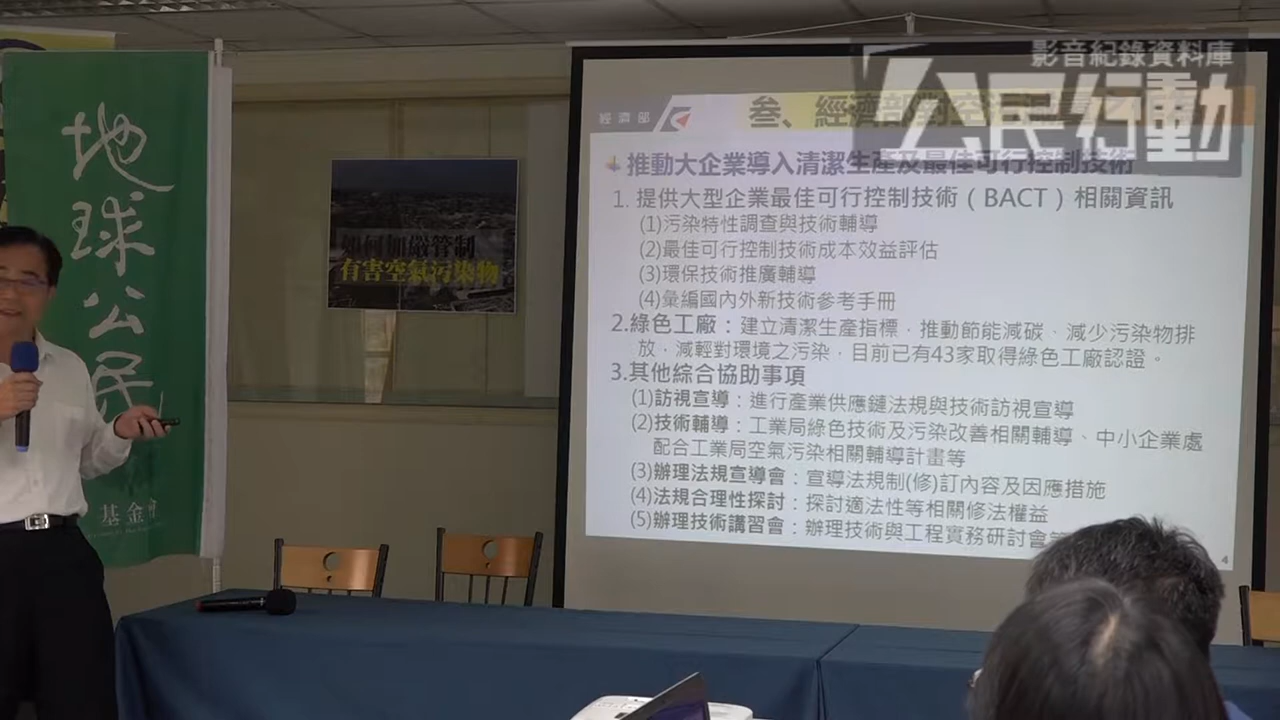 影音紀錄資料庫
公民行動
地球公民
基金會
如何加嚴管制
有害空氣污染物
經濟部
叁、經濟部對空
推動大企業導入清潔生產及最佳可行控制技術
1. 提供大型企業最佳可行控制技術（BACT）相關資訊
(1)污染特性調查與技術輔導
(2)最佳可行控制技術成本效益評估
(3)環保技術推廣輔導
(4)彙編國內外新技術參考手冊
2.綠色工廠：建立清潔生產指標，推動節能減碳、減少污染物排
放，減輕對環境之污染，目前已有43家取得綠色工廠認證。
3.其他綜合協助事項
(1)訪視宣導：進行產業供應鏈法規與技術訪視宣導
(2)技術輔導：工業局綠色技術及污染改善相關輔導、中小企業處
配合工業局空氣污染相關輔導計畫等
(3)辦理法規宣導會：宣導法規制(修)訂內容及因應措施
(4)法規合理性探討：探討適法性等相關修法權益
(5)辦理技術講習會：辦理技術與工程實務研討會等
4